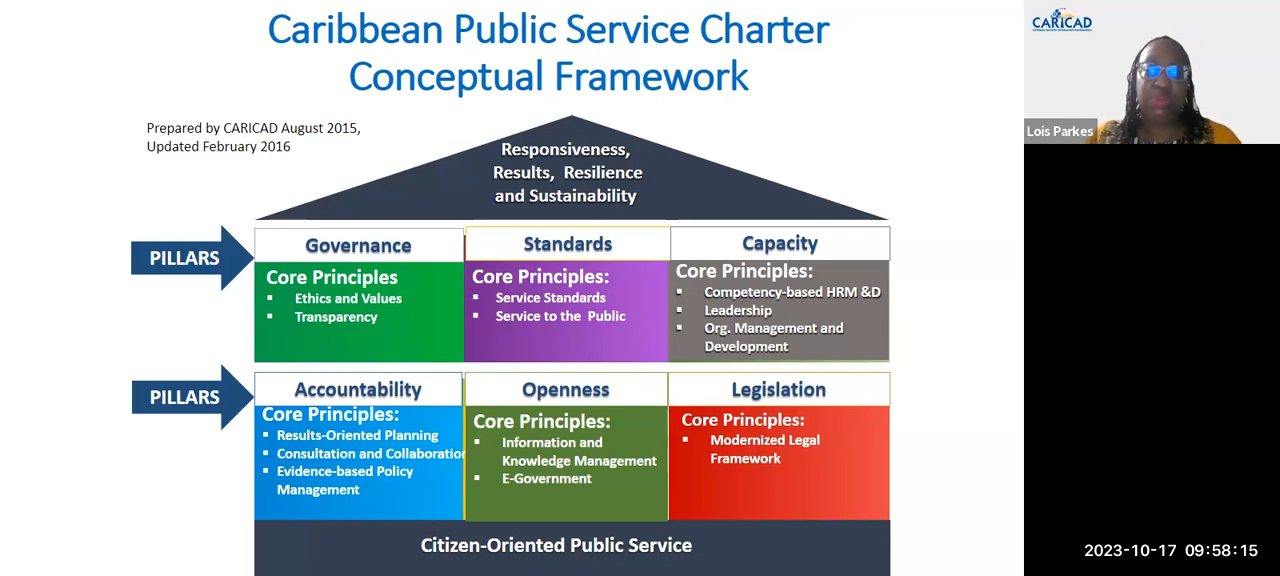 Caribbean Public Service Charter
Conceptual Framework
Prepared by CARICAD August 2015,
Updated February 2016
Responsiveness,
Results, Resilience
and Sustainability
PILLARS
Governance
Core Principles
▪ Ethics and Values
▪ Transparency
Standards
Core Principles:
▪ Service Standards
▪ Service to the Public
Capacity
Core Principles:
▪ Competency-based HRM &D
▪ Leadership
▪ Org. Management and
Development
PILLARS
Accountability
Core Principles:
▪ Results-Oriented Planning
▪ Consultation and Collaboration
▪ Evidence-based Policy
Management
Openness
Core Principles:
▪ Information and
Knowledge Management
▪ E-Government
Legislation
Core Principles:
▪ Modernized Legal
Framework
Citizen-Oriented Public Service
CARICAD
Lois Parkes
2023-10-17 09:58:15